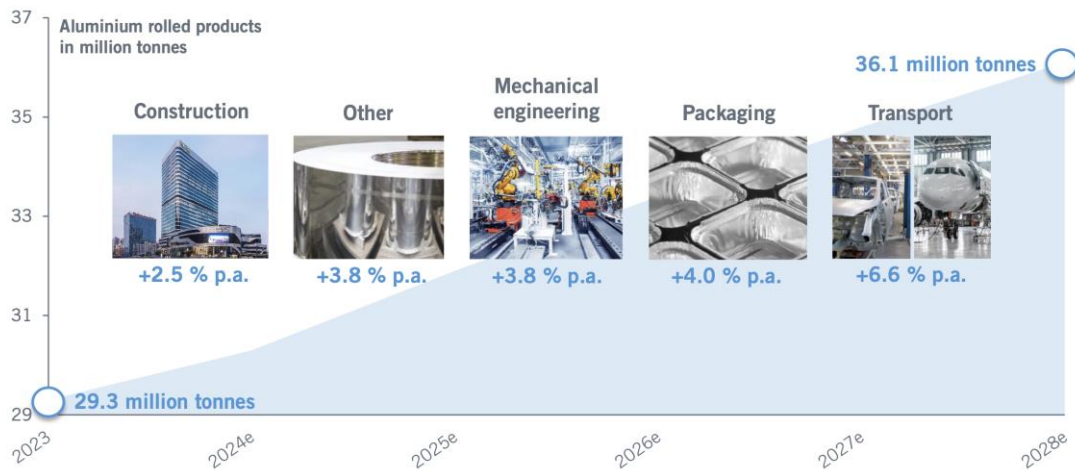 37
Aluminium rolled products
in million tonnes
36.1 million tonnes
35
Construction
Other
Mechanical
engineering
Packaging
Transport
33
+2.5 % p.a.
+3.8 % p.a.
+3.8 % p.a.
+4.0 % p.a.
+6.6 % p.a.
31
29.3 million tonnes
29
2023
2024e
2025e
2026e
2027e
2028e